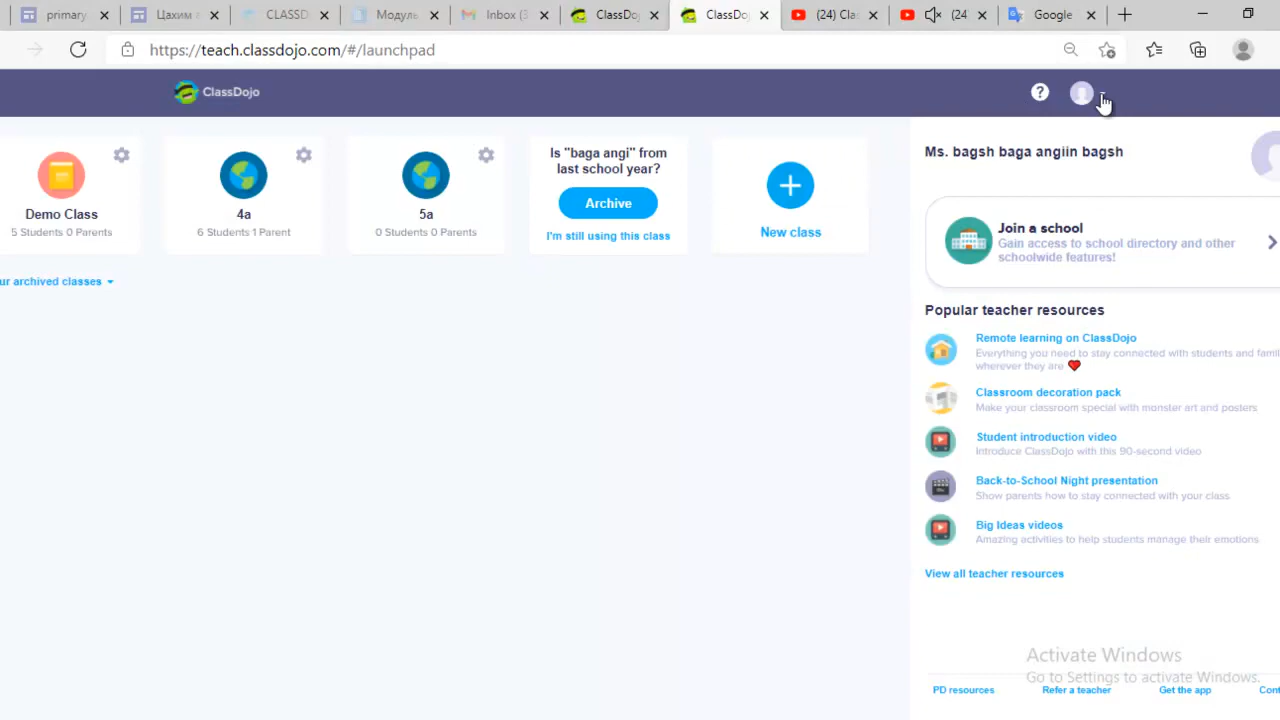 primary
Цахим
CLASSD
Модуль
Inbox (3
ClassDo
ClassDo
(24) Cla
(24
Google
https://teach.classdojo.com/#/launchpad
ClassDojo
Demo Class
5 Students 0 Parents
4a
6 Students 1 Parent
5a
0 Students 0 Parents
Is "baga angi" from
last school year?
Archive
I'm still using this class
New class
ur archived classes
Ms. bagsh baga angiin bagsh
Join a school
Gain access to school directory and other
schoolwide features!
Popular teacher resources
Remote learning on ClassDojo
Everything you need to stay connected with students and famil
wherever they are
Classroom decoration pack
Make your classroom special with monster art and posters
Student introduction video
Introduce ClassDojo with this 90-second video
Back-to-School Night presentation
Show parents how to stay connected with your class
Big Ideas videos
Amazing activities to help students manage their emotions
View all teacher resources
Activate Windows
Go to Settings to activate Windows.
PD resources
Refer a teacher
Get the app
Cont